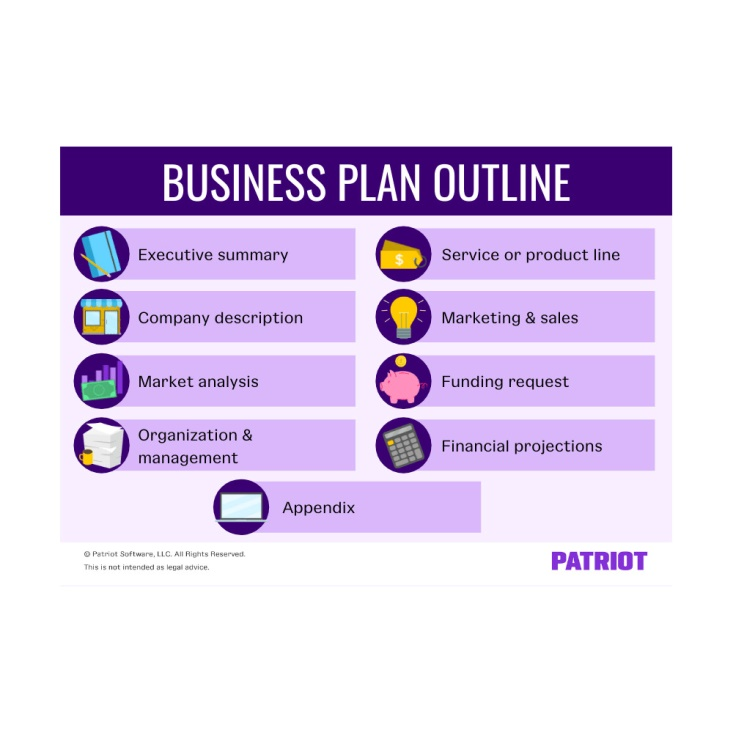 BUSINESS PLAN OUTLINE
Executive summary
Company description
Market analysis
Organization &
management
$
Service or product line
Marketing & sales
Funding request
Financial projections
Appendix
© Patriot Software, LLC. All Rights Reserved.
This is not intended as legal advice.
PATRIOT